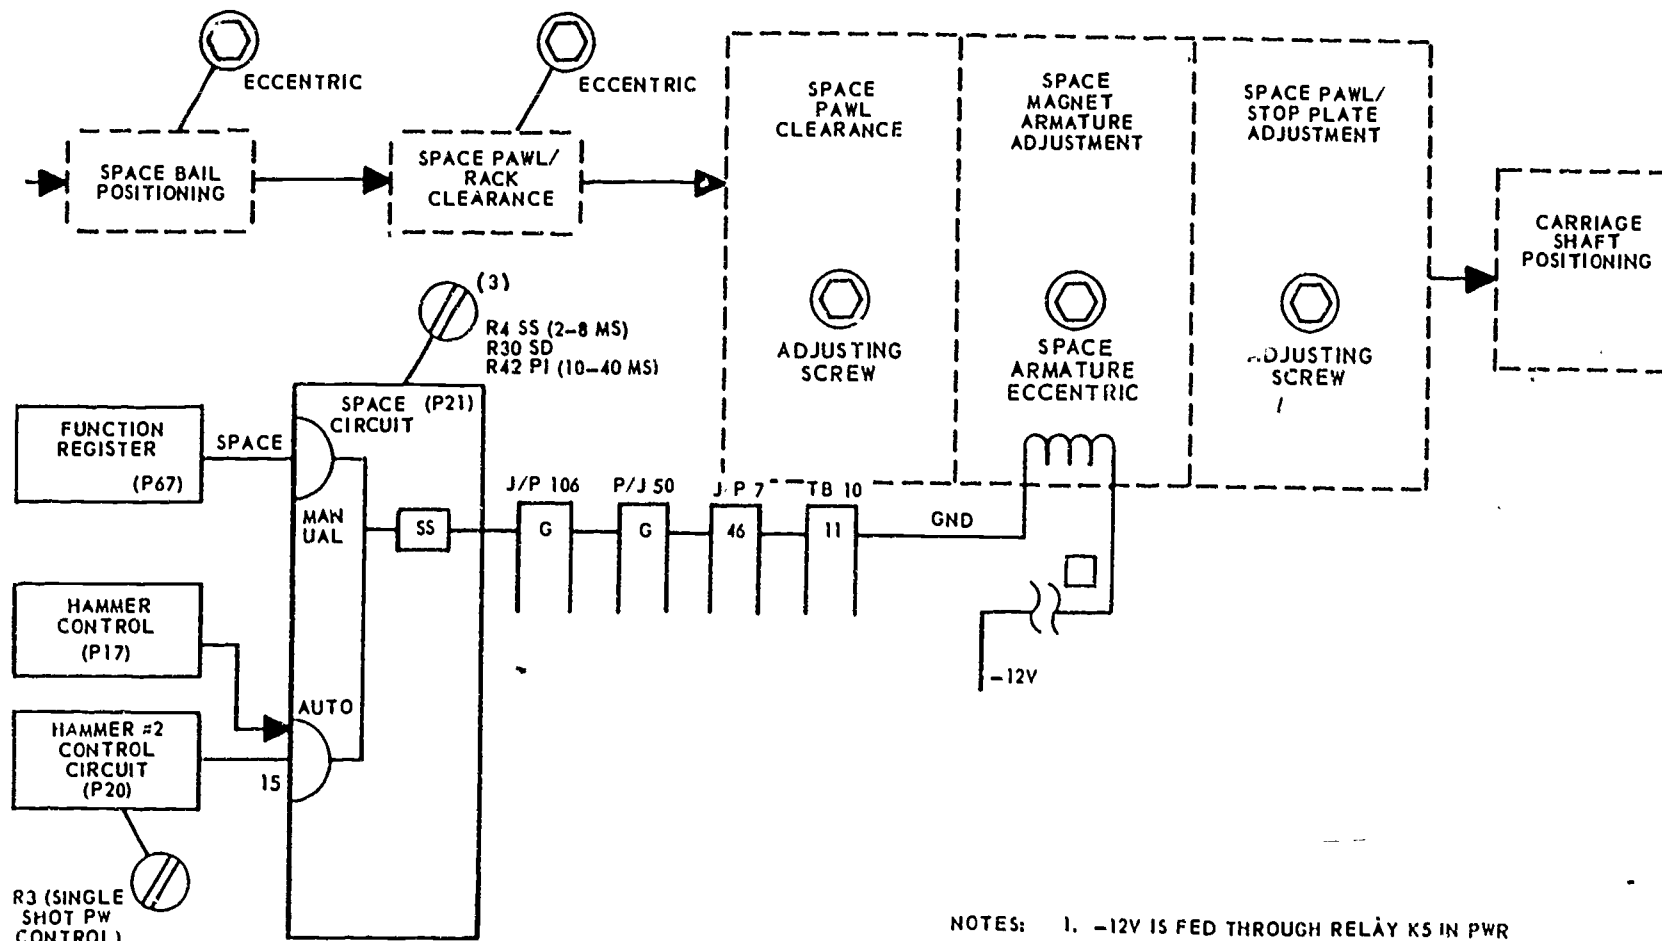 ECCENTRIC
ECCENTRIC
SPACE BAIL
POSITIONING
SPACE PAWL/
RACK
CLEARANCE
SPACE
PAWL
CLEARANCE
SPACE
MAGNET
ARMATURE
ADJUSTMENT
SPACE PAWL/
STOP PLATE
ADJUSTMENT
CARRIAGE
SHAFT
POSITIONING
ADJUSTING
SCREW
SPACE
ARMATURE
ECCENTRIC
ADJUSTING
SCREW
(3)
R4 SS (2-8 MS)
R30 SD
R42 PI (10-40 MS)
SPACE (P21)
CIRCUIT
FUNCTION
REGISTER
(P67)
SPACE
MAN
UAL
SS
J/P 106
G
P/J 50
G
J/P 7
46
TB 10
11
GND
-12V
HAMMER
CONTROL
(P17)
AUTO
HAMMER #2
CONTROL
CIRCUIT
(P20)
15
R3 (SINGLE
SHOT PW
CONTROL)
NOTES: 1. -12V IS FED THROUGH RELAY K5 IN PWR